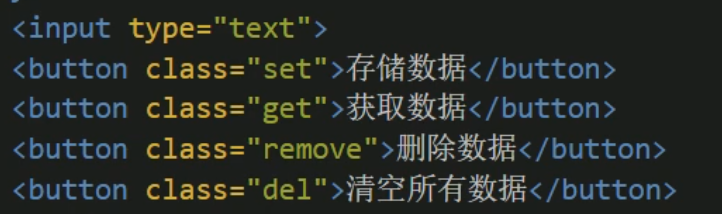 <input type="text">
<button class="set">存储数据</button>
<button class="get">获取数据</button>
<button class="remove">删除数据</button>
<button class="del">清空所有数据</button>